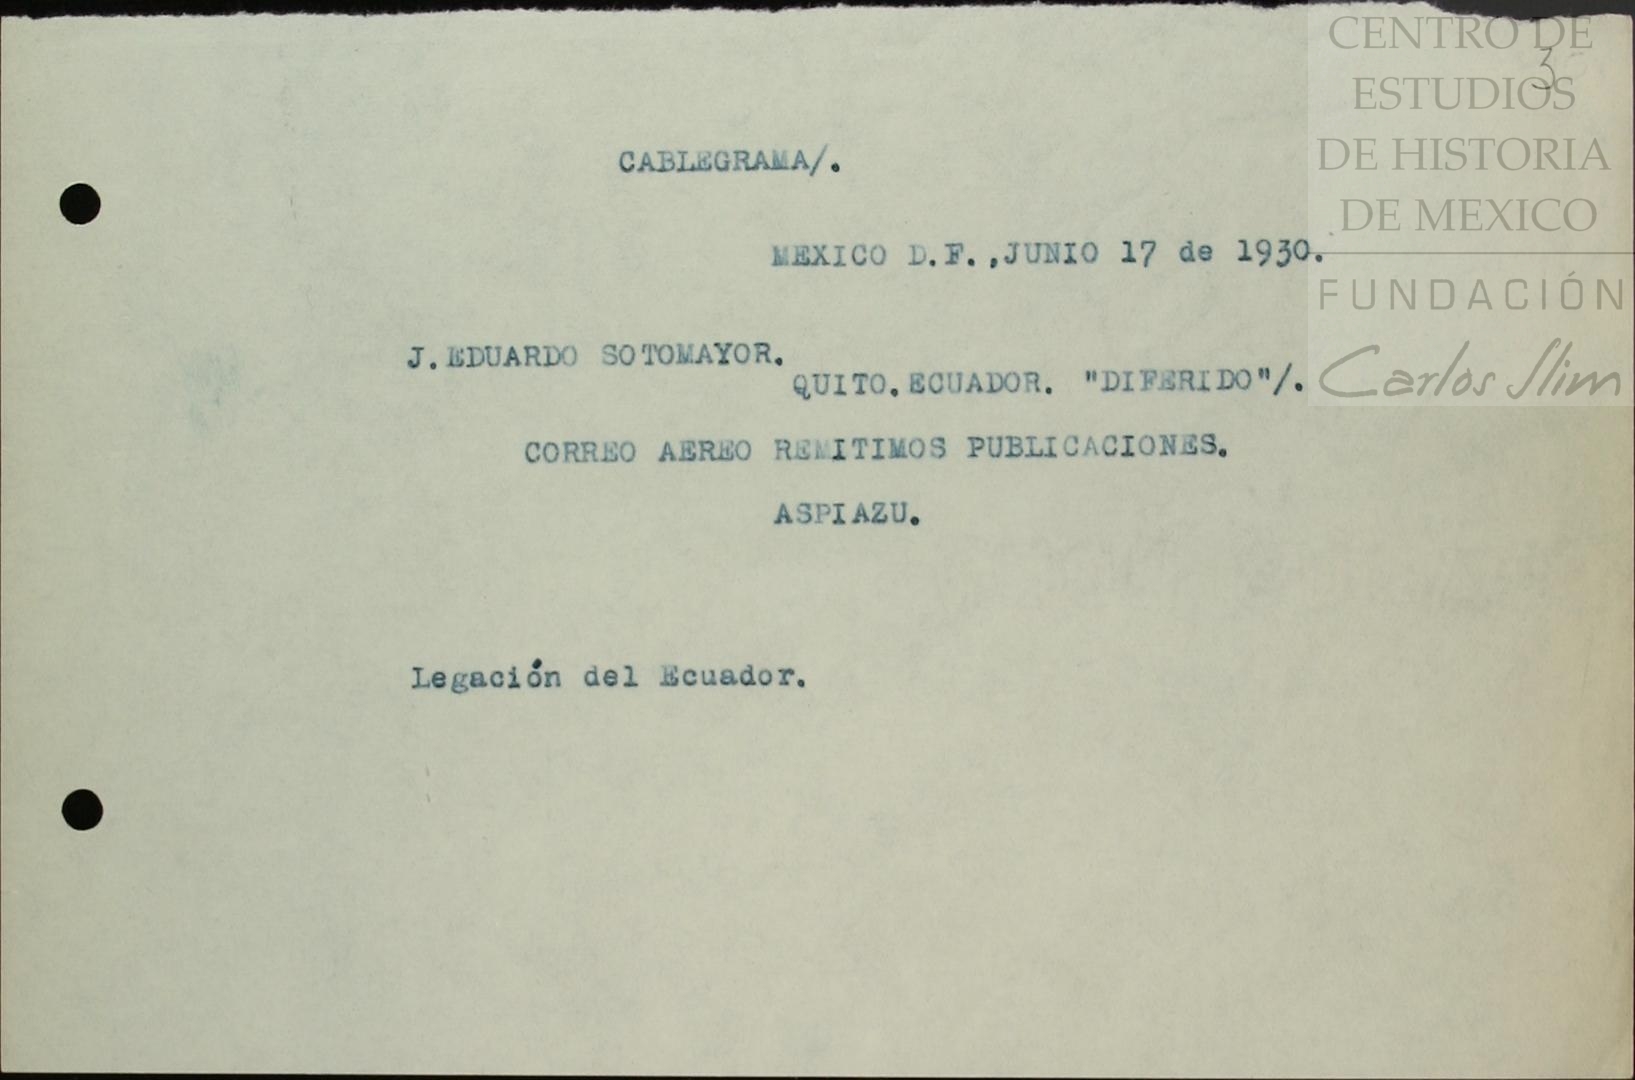 CENTRO DE
ESTUDIOS
DE HISTORIA
DE MEXICO
FUNDACIÓN
Carlos Slim
3
CABLEGRAMA/.
MEXICO D.F.,JUNIO 17 de 1930.
J.EDUARDO SOTOMAYOR.
QUITO.ECUADOR. "DIFERIDO"/.
CORREO AEREO REMITIMOS PUBLICACIONES.
ASPIAZU.
Legación del Ecuador.